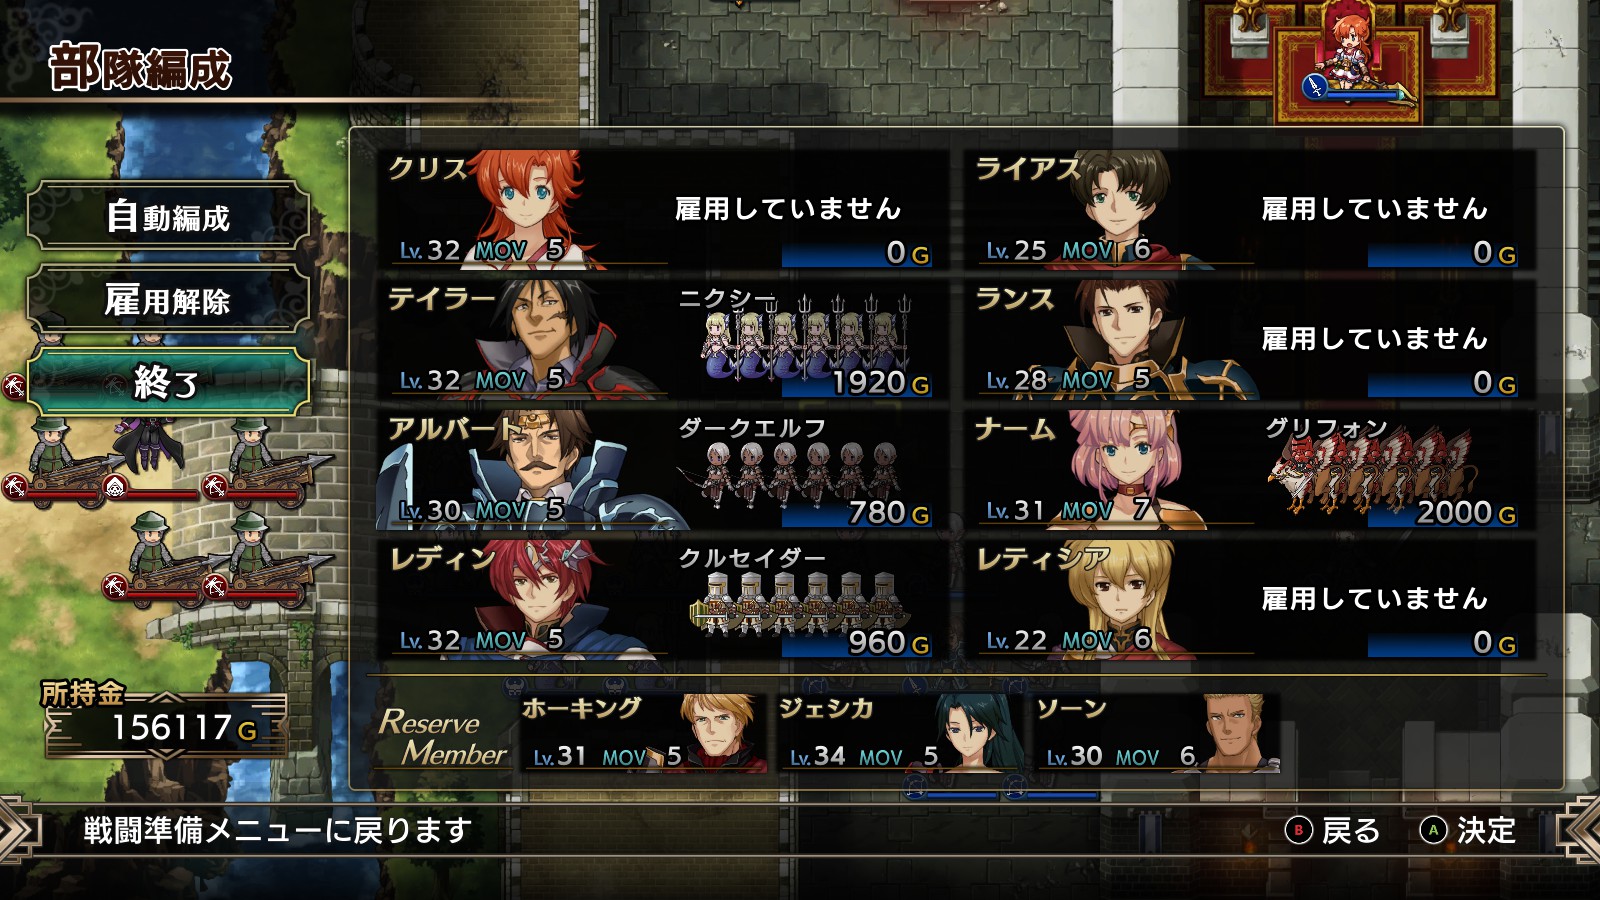 部隊編成
自動編成
雇用解除
終了
所持金
156117 G
クリス
Lv. 32 MOV 5
雇用していません
0 G
ライアス
Lv. 25 MOV 6
雇用していません
0 G
テイラー
Lv. 32 MOV 5
ニクシー
1920 G
ランス
Lv. 28 MOV 5
雇用していません
0 G
アルバート
Lv. 30 MOV 5
ダークエルフ
780 G
ナーム
Lv. 31 MOV 7
グリフォン
2000 G
レディン
Lv. 32 MOV 5
クルセイダー
960 G
レティシア
Lv. 22 MOV 6
雇用していません
0 G
Reserve
Member
ホーキング
Lv. 31 MOV 5
ジェシカ
Lv. 34 MOV 5
ソーン
Lv. 30 MOV 6
戦闘準備メニューに戻ります
B 戻る A 決定